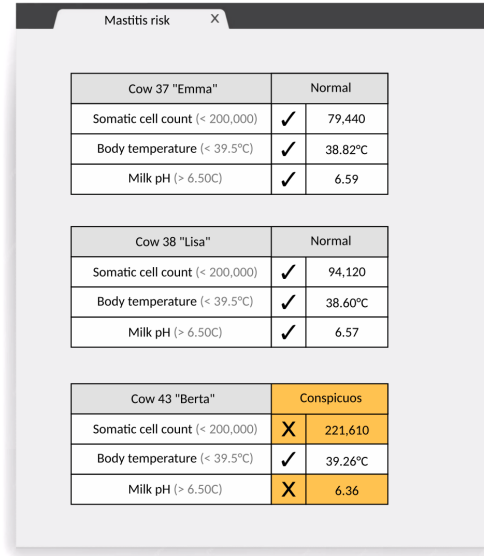 Mastitis risk X
Cow 37 "Emma" Normal
Somatic cell count (< 200,000) ✓ 79,440
Body temperature (< 39.5°C) ✓ 38.82°C
Milk pH (> 6.50C) ✓ 6.59
Cow 38 "Lisa" Normal
Somatic cell count (< 200,000) ✓ 94,120
Body temperature (< 39.5°C) ✓ 38.60°C
Milk pH (> 6.50C) ✓ 6.57
Cow 43 "Berta" Conspicuos
Somatic cell count (< 200,000) X 221,610
Body temperature (< 39.5°C) ✓ 39.26°C
Milk pH (> 6.50C) X 6.36